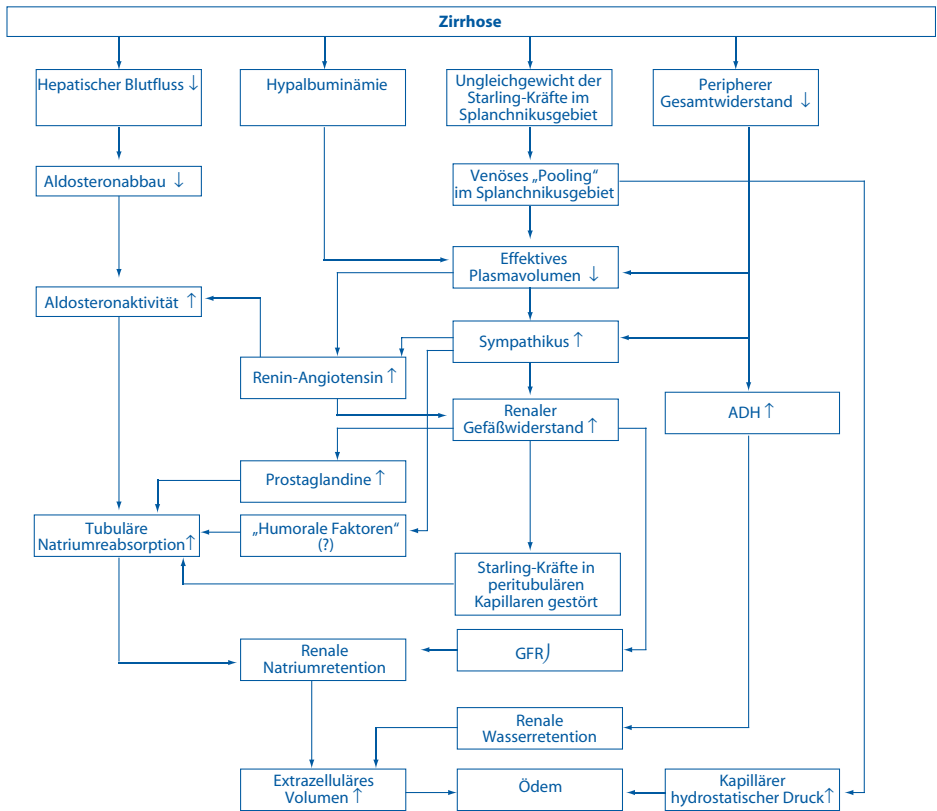 Zirrhose
Hepatischer Blutfluss ↓
Hypalbuminämie
Ungleichgewicht der
Starling-Kräfte im
Splanchnikusgebiet
Peripherer
Gesamtwiderstand ↓
Aldosteronabbau ↓
Venöses „Pooling“
im Splanchnikusgebiet
Effektives
Plasmavolumen ↓
Aldosteronaktivität ↑
Sympathikus ↑
Renin-Angiotensin ↑
Renaler
Gefäßwiderstand ↑
ADH ↑
Prostaglandine ↑
Tubuläre
Natriumreabsorption ↑
„Humorale Faktoren“
(?)
Starling-Kräfte in
peritubulären
Kapillaren gestört
Renale
Natriumretention
GFR⌡
Renale
Wasserretention
Extrazelluläres
Volumen ↑
Ödem
Kapillärer
hydrostatischer Druck ↑